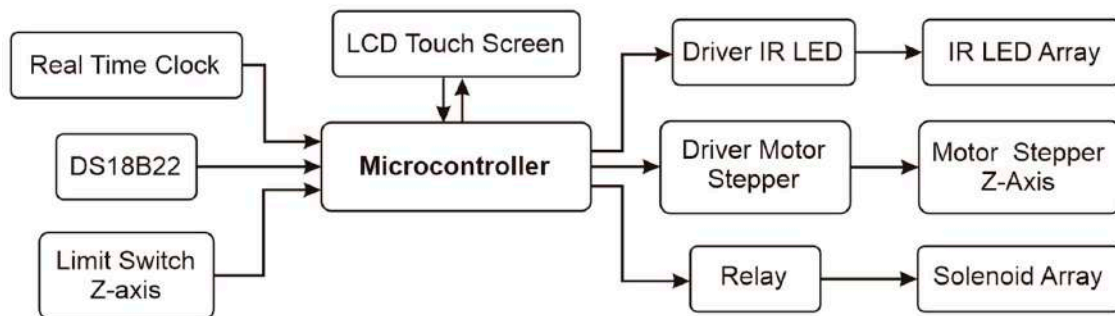 Real Time Clock
DS18B22
Limit Switch
Z-axis
LCD Touch Screen
Microcontroller
Driver IR LED
IR LED Array
Driver Motor
Stepper
Motor Stepper
Z-Axis
Relay
Solenoid Array